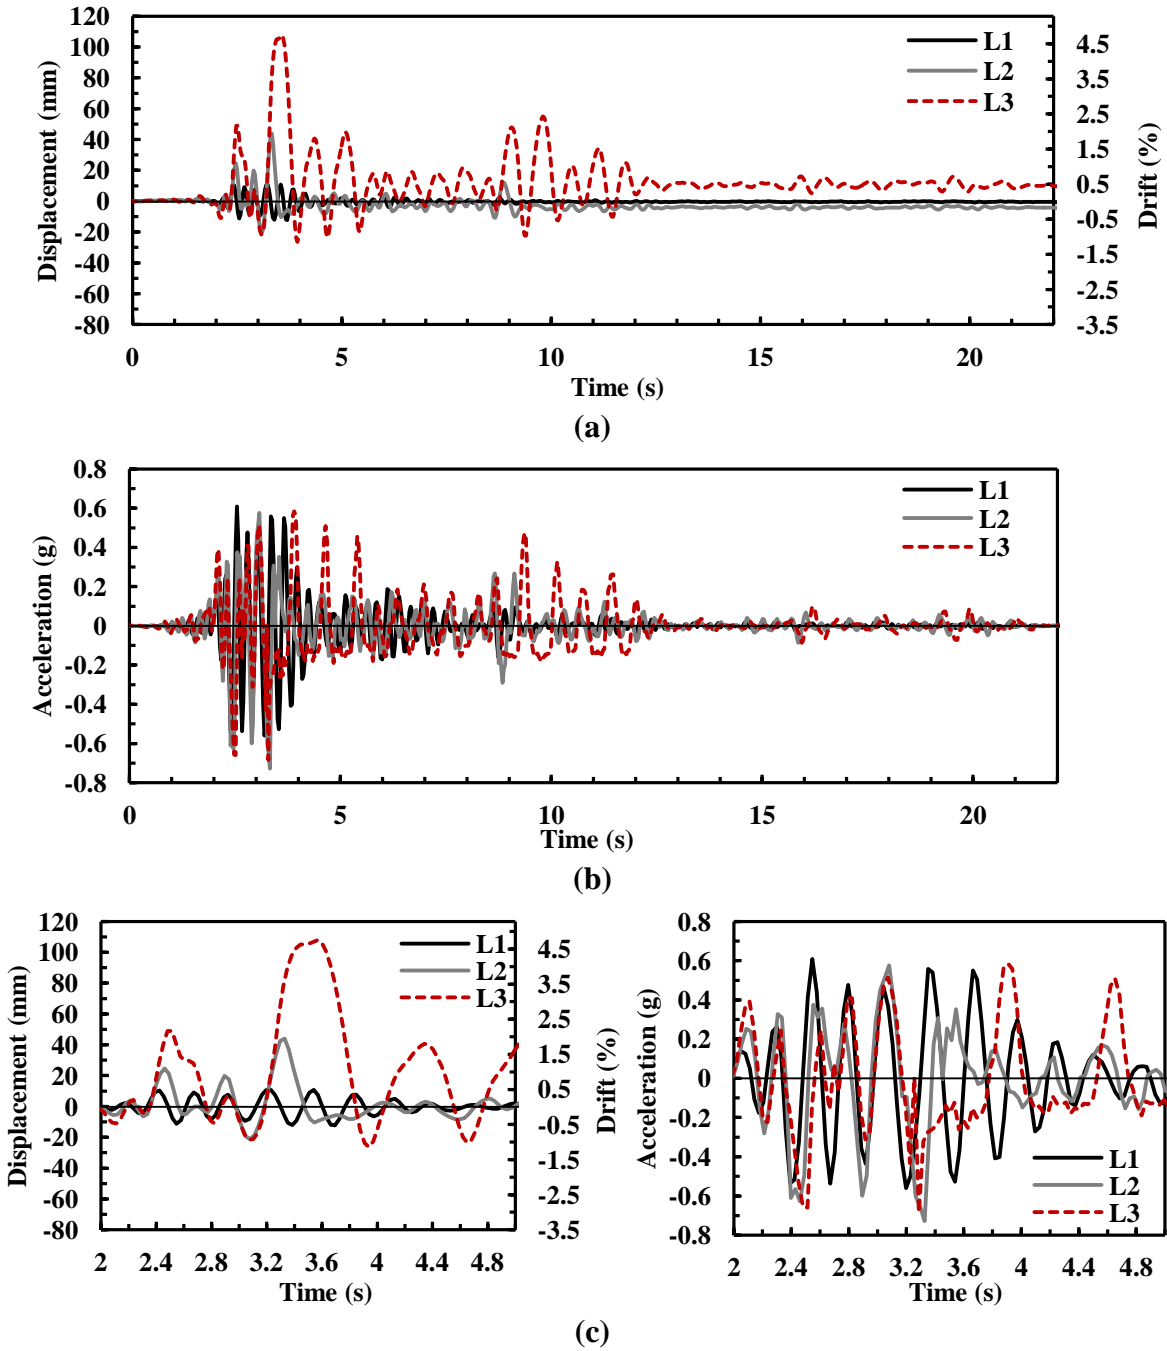 120
100
80
60
40
20
0
-20
-40
-60
-80
Displacement (mm)
L1
L2
L3
4.5
3.5
2.5
1.5
0.5
-0.5
-1.5
-2.5
-3.5
Drift (%)
0 5 10 15 20
Time (s)
(a)
0.8
0.6
0.4
0.2
0
-0.2
-0.4
-0.6
-0.8
Acceleration (g)
L1
L2
L3
0 5 10 15 20
Time (s)
(b)
120
100
80
60
40
20
0
-20
-40
-60
-80
Displacement (mm)
L1
L2
L3
4.5
3.5
2.5
1.5
0.5
-0.5
-1.5
-2.5
-3.5
Drift (%)
2 2.4 2.8 3.2 3.6 4 4.4 4.8
Time (s)
0.8
0.6
0.4
0.2
0
-0.2
-0.4
-0.6
-0.8
Acceleration (g)
L1
L2
L3
2 2.4 2.8 3.2 3.6 4 4.4 4.8
Time (s)
(c)